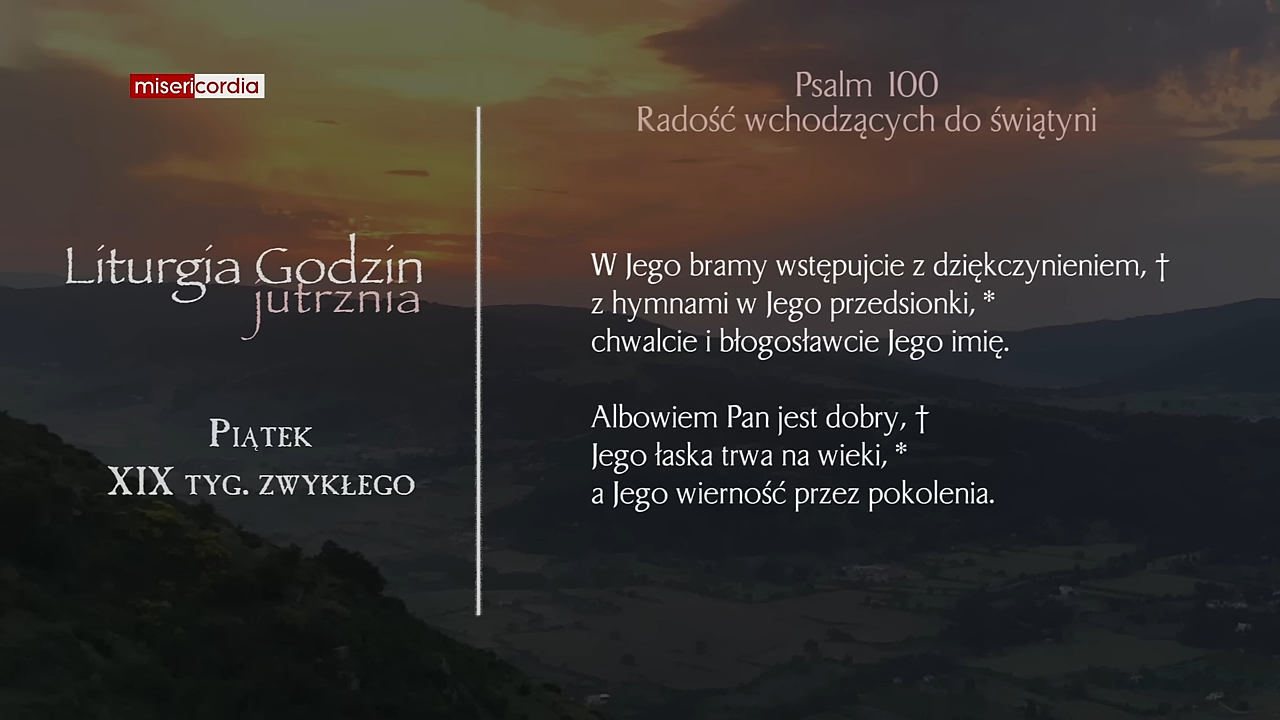 misericordia
Liturgia Godzin
jutrznia
Piątek
XIX tyg. zwykłego
Psalm 100
Radość wchodzących do świątyni
W Jego bramy wstępujcie z dziękczynieniem, †
z hymnami w Jego przedsionki, *
chwalcie i błogosławcie Jego imię.
Albowiem Pan jest dobry, †
Jego łaska trwa na wieki, *
a Jego wierność przez pokolenia.